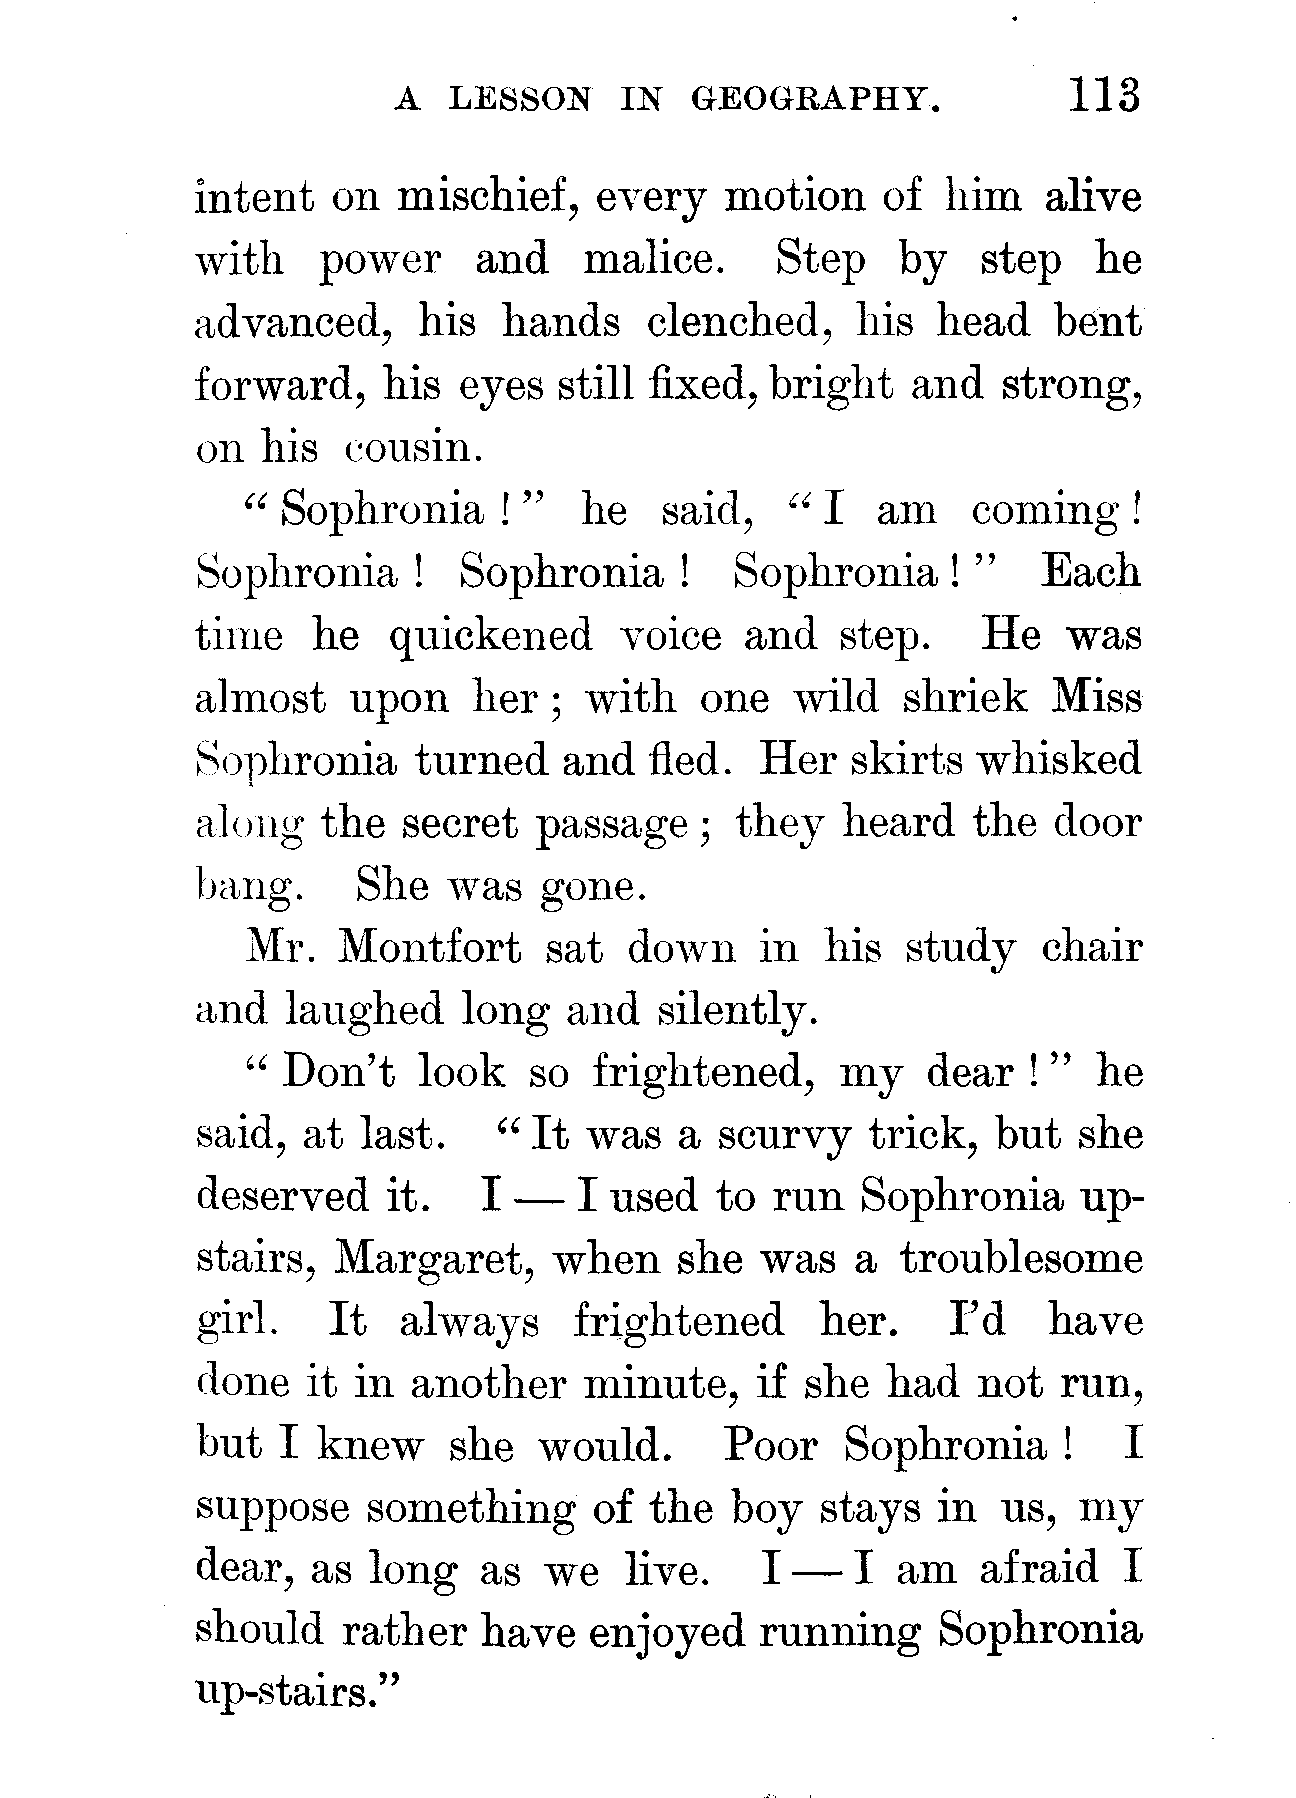 A LESSON IN GEOGRAPHY. 113
intent on mischief, every motion of him alive
with power and malice. Step by step he
advanced, his hands clenched, his head bent
forward, his eyes still fixed, bright and strong,
on his cousin.
“ Sophronia ! ” he said, “ I am coming !
Sophronia ! Sophronia ! Sophronia ! ” Each
time he quickened voice and step. He was
almost upon her ; with one wild shriek Miss
Sophronia turned and fled. Her skirts whisked
along the secret passage ; they heard the door
bang. She was gone.
Mr. Montfort sat down in his study chair
and laughed long and silently.
“ Don’t look so frightened, my dear ! ” he
said, at last. “ It was a scurvy trick, but she
deserved it. I — I used to run Sophronia up-
stairs, Margaret, when she was a troublesome
girl. It always frightened her. I’d have
done it in another minute, if she had not run,
but I knew she would. Poor Sophronia ! I
suppose something of the boy stays in us, my
dear, as long as we live. I — I am afraid I
should rather have enjoyed running Sophronia
up-stairs.”